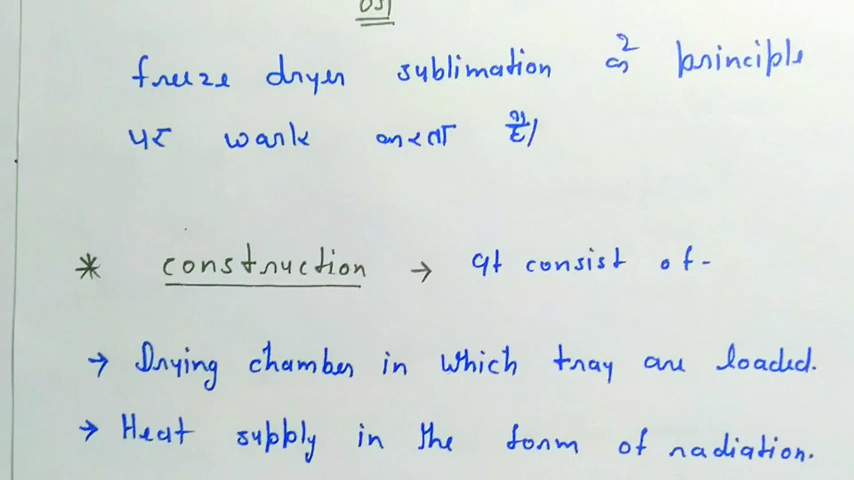 freeze dryer sublimation के principle
पर work करता है।
* construction → It consist of-
→ Drying chamber in which tray are loaded.
→ Heat supply in the form of radiation.